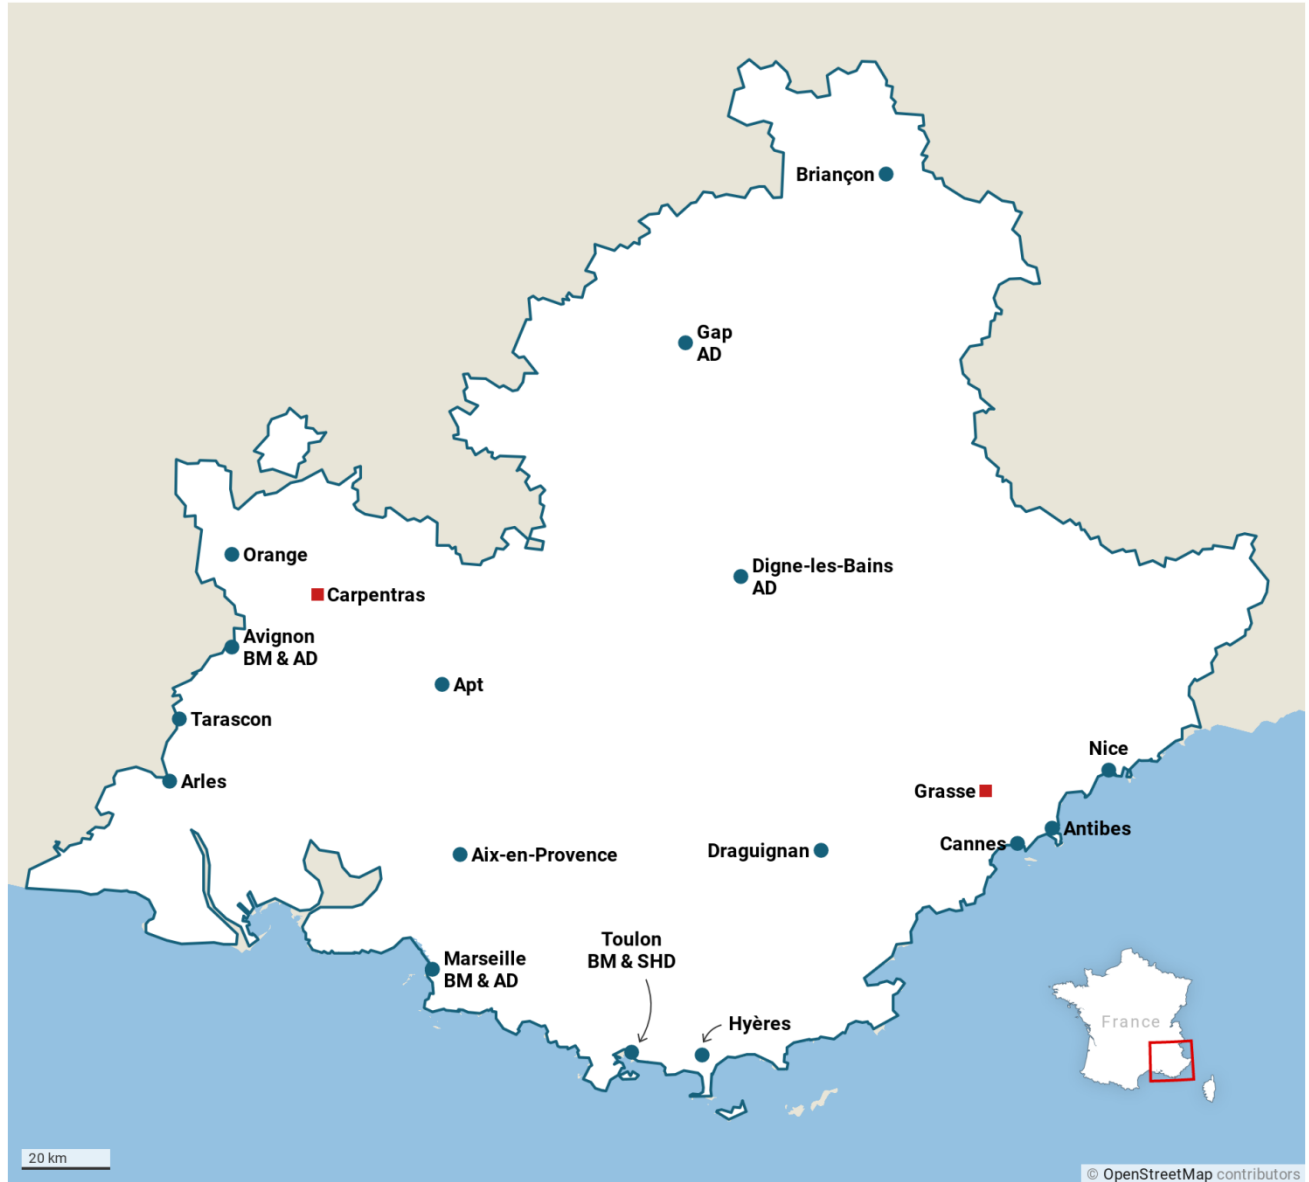 Briançon
Gap
AD
Orange
Digne-les-Bains
AD
Carpentras
Avignon
BM & AD
Apt
Tarascon
Nice
Arles
Grasse
Antibes
Cannes
Draguignan
Aix-en-Provence
Toulon
BM & SHD
Marseille
BM & AD
Hyères
France
20 km
© OpenStreetMap contributors